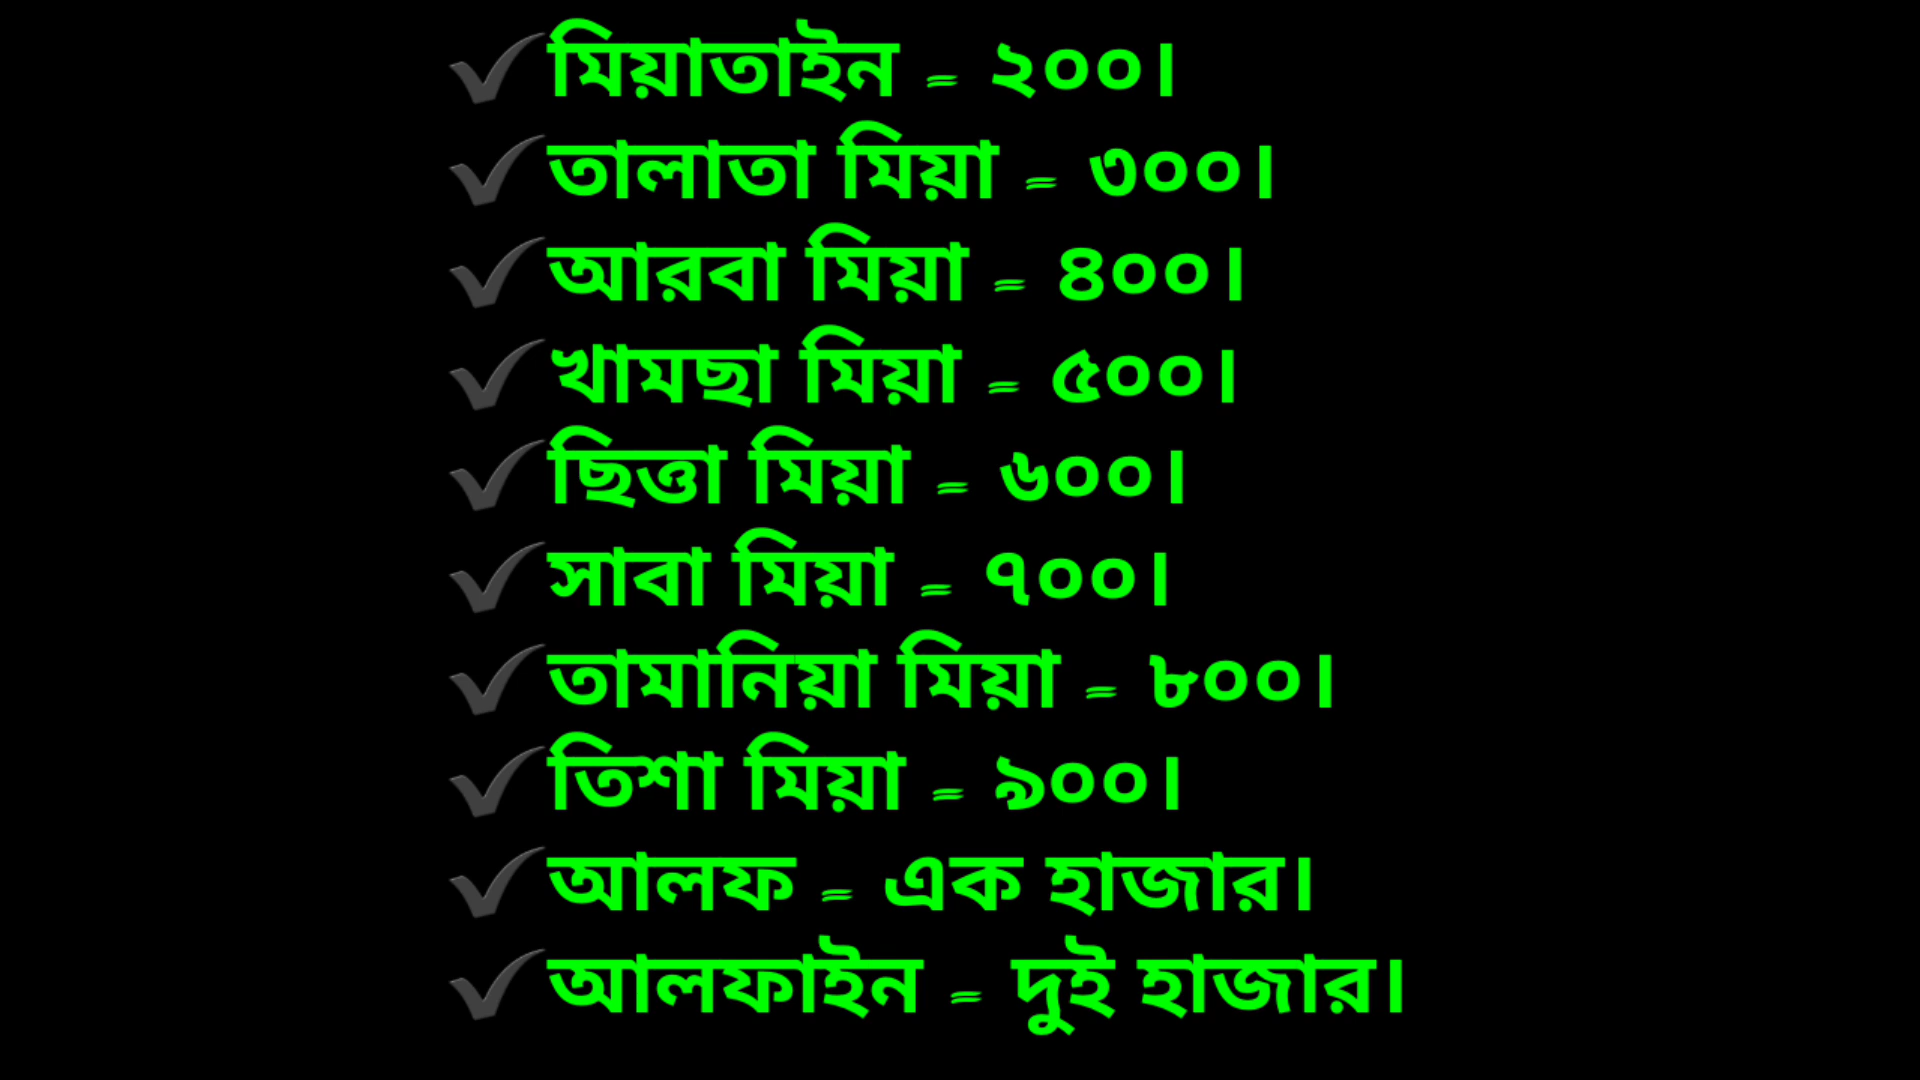 ✔মিয়াতাইন = ২০০।
✔তালাতা মিয়া = ৩০০।
✔আরবা মিয়া = ৪০০।
✔খামছা মিয়া = ৫০০।
✔ছিত্তা মিয়া = ৬০০।
✔সাবা মিয়া = ৭০০।
✔তামানিয়া মিয়া = ৮০০।
✔তিশা মিয়া = ৯০০।
✔আলফ = এক হাজার।
✔আলফাইন = দুই হাজার।